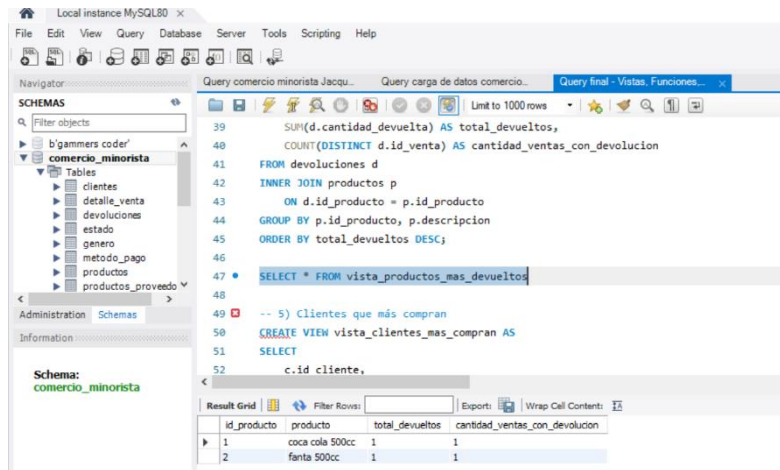 Local instance MySQL80
File Edit View Query Database Server Tools Scripting Help
Navigator
Query comercio minorista Jacqu... Query carga de datos comercio... Query final - Vistas, Funciones,...
SCHEMAS
Limit to 1000 rows
Filter objects
b'gammers coder'
comercio_minorista
Tables
clientes
detalle_venta
devoluciones
estado
genero
metodo_pago
productos
productos_proveedo
Administration Schemas
Information
Schema:
comercio_minorista
39 SUM(d.cantidad_devuelta) AS total_devueltos,
40 COUNT(DISTINCT d.id_venta) AS cantidad_ventas_con_devolucion
41 FROM devoluciones d
42 INNER JOIN productos p
43 ON d.id_producto = p.id_producto
44 GROUP BY p.id_producto, p.descripcion
45 ORDER BY total_devueltos DESC;
46
47 SELECT * FROM vista_productos_mas_devueltos
48
49 -- 5) Clientes que más compran
50 CREATE VIEW vista_clientes_mas_compran AS
51 SELECT
52 c.id_cliente,
Result Grid Filter Rows: Export: Wrap Cell Content:
id_producto producto total_devueltos cantidad_ventas_con_devolucion
1 coca cola 500cc 1 1
2 fanta 500cc 1 1